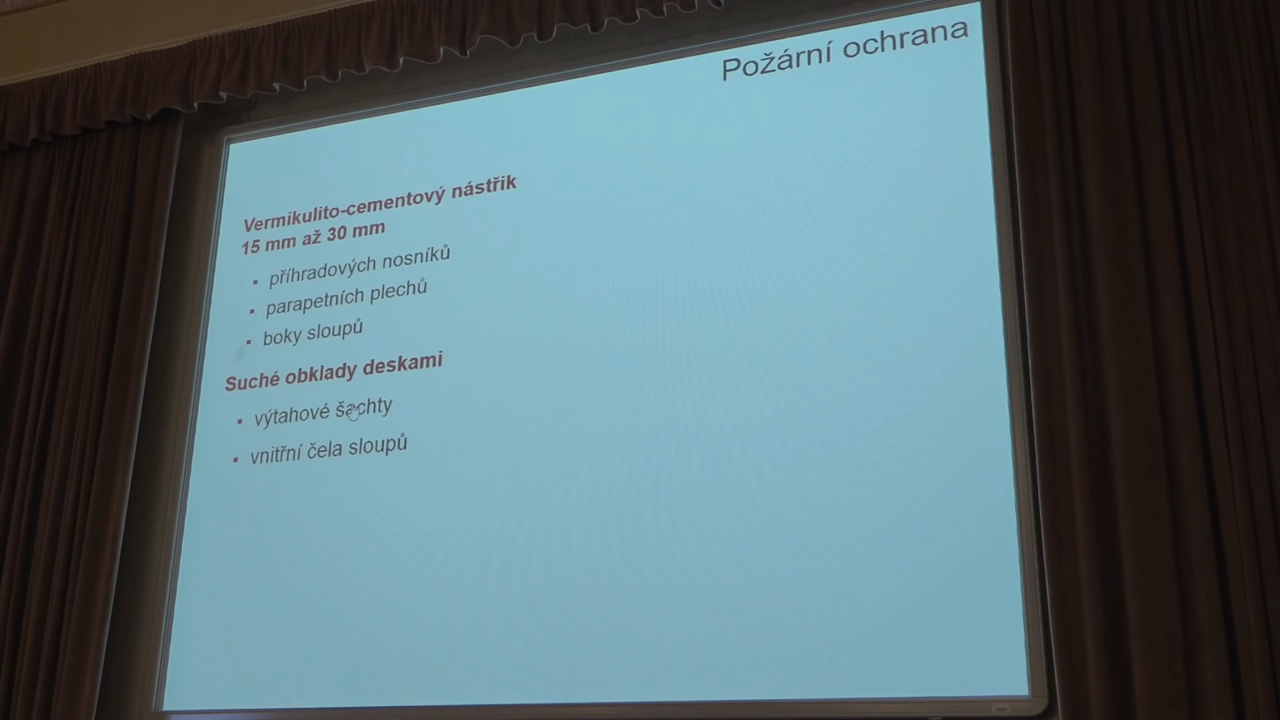 Požární ochrana
Vermikulito-cementový nástřik
15 mm až 30 mm
▪ příhradových nosníků
▪ parapetních plechů
▪ boky sloupů
Suché obklady deskami
▪ výtahové šachty
▪ vnitřní čela sloupů